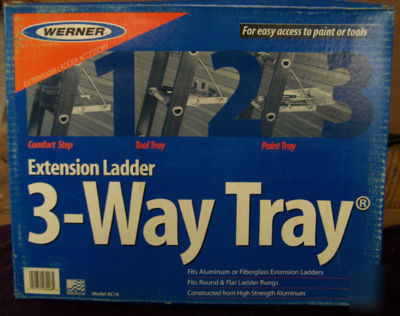 WERNER
For easy access to paint or tools
EXTENSION LADDER ACCESSORY
1 2 3
Comfort Step
Tool Tray
Paint Tray
Extension Ladder
3-Way Tray®
Fits Aluminum or Fiberglass Extension Ladders
Fits Round & Flat Ladder Rungs
Constructed from High Strength Aluminum
Model AC18